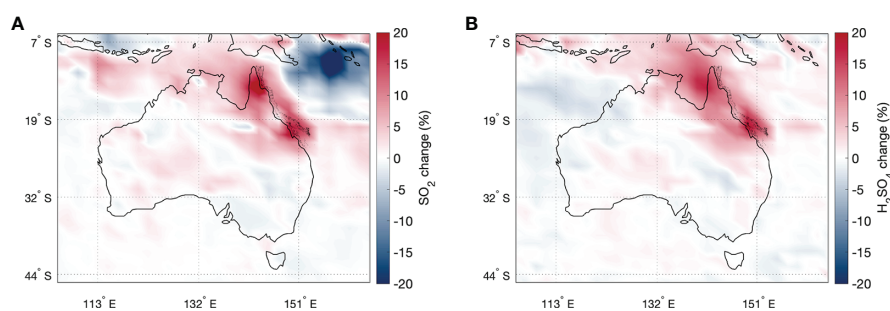 A
B
7° S
19° S
32° S
44° S
113° E
132° E
151° E
20
15
10
5
0
-5
-10
-15
-20
SO₂ change (%)
7° S
19° S
32° S
44° S
113° E
132° E
151° E
20
15
10
5
0
-5
-10
-15
-20
H₂SO₄ change (%)